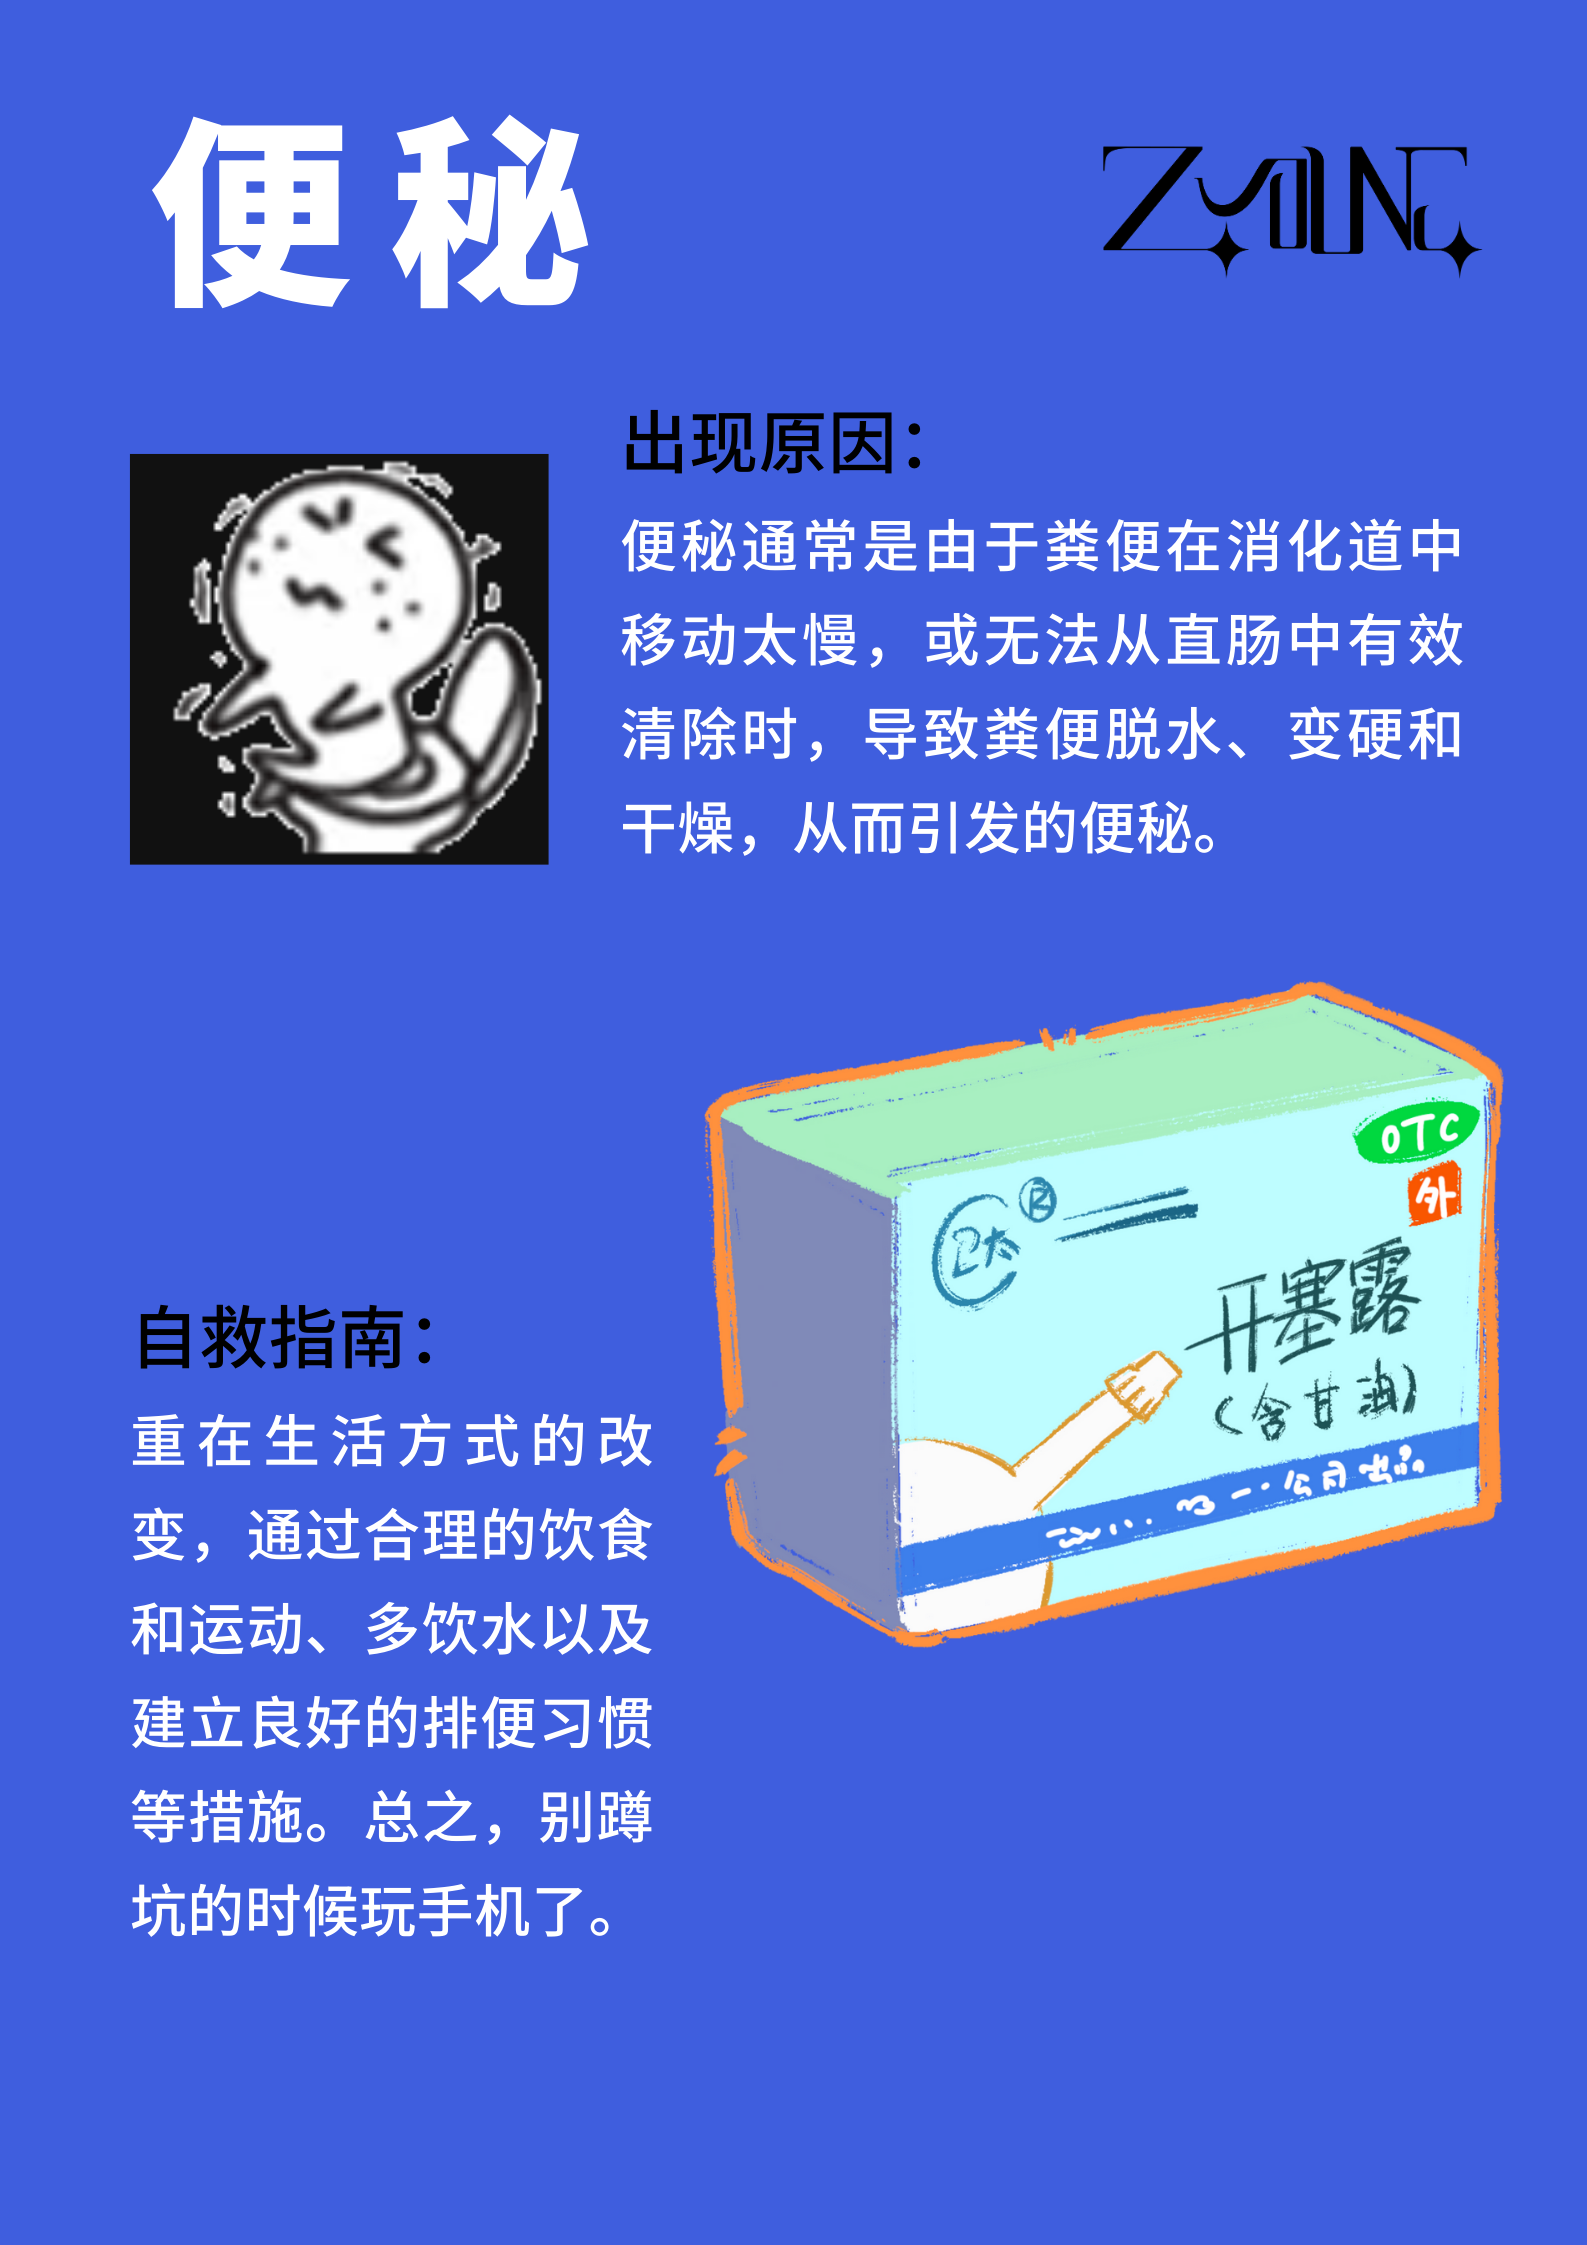 便秘
出现原因：
便秘通常是由于粪便在消化道中
移动太慢，或无法从直肠中有效
清除时，导致粪便脱水、变硬和
干燥，从而引发的便秘。
OTC
外
R
开塞露
(含甘油)
公司出品
自救指南：
重在生活方式的改
变，通过合理的饮食
和运动、多饮水以及
建立良好的排便习惯
等措施。总之，别蹲
坑的时候玩手机了。